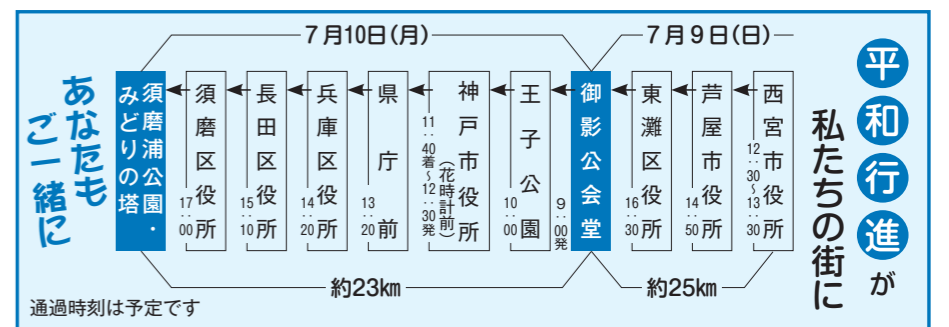 平和行進が
私たちの街に
7月9日(日)
西宮市役所
12:30〜13:30
芦屋市役所
14:50
東灘区役所
16:30
約25㎞
7月10日(月)
御影公会堂
9:00発
王子公園
10:00
神戸市役所
(花時計前)
11:40着〜12:30発
県庁前
13:20
兵庫区役所
14:20
長田区役所
15:10
須磨区役所
17:00
須磨浦公園・
みどりの塔
約23㎞
あなたも
ご一緒に
通過時刻は予定です